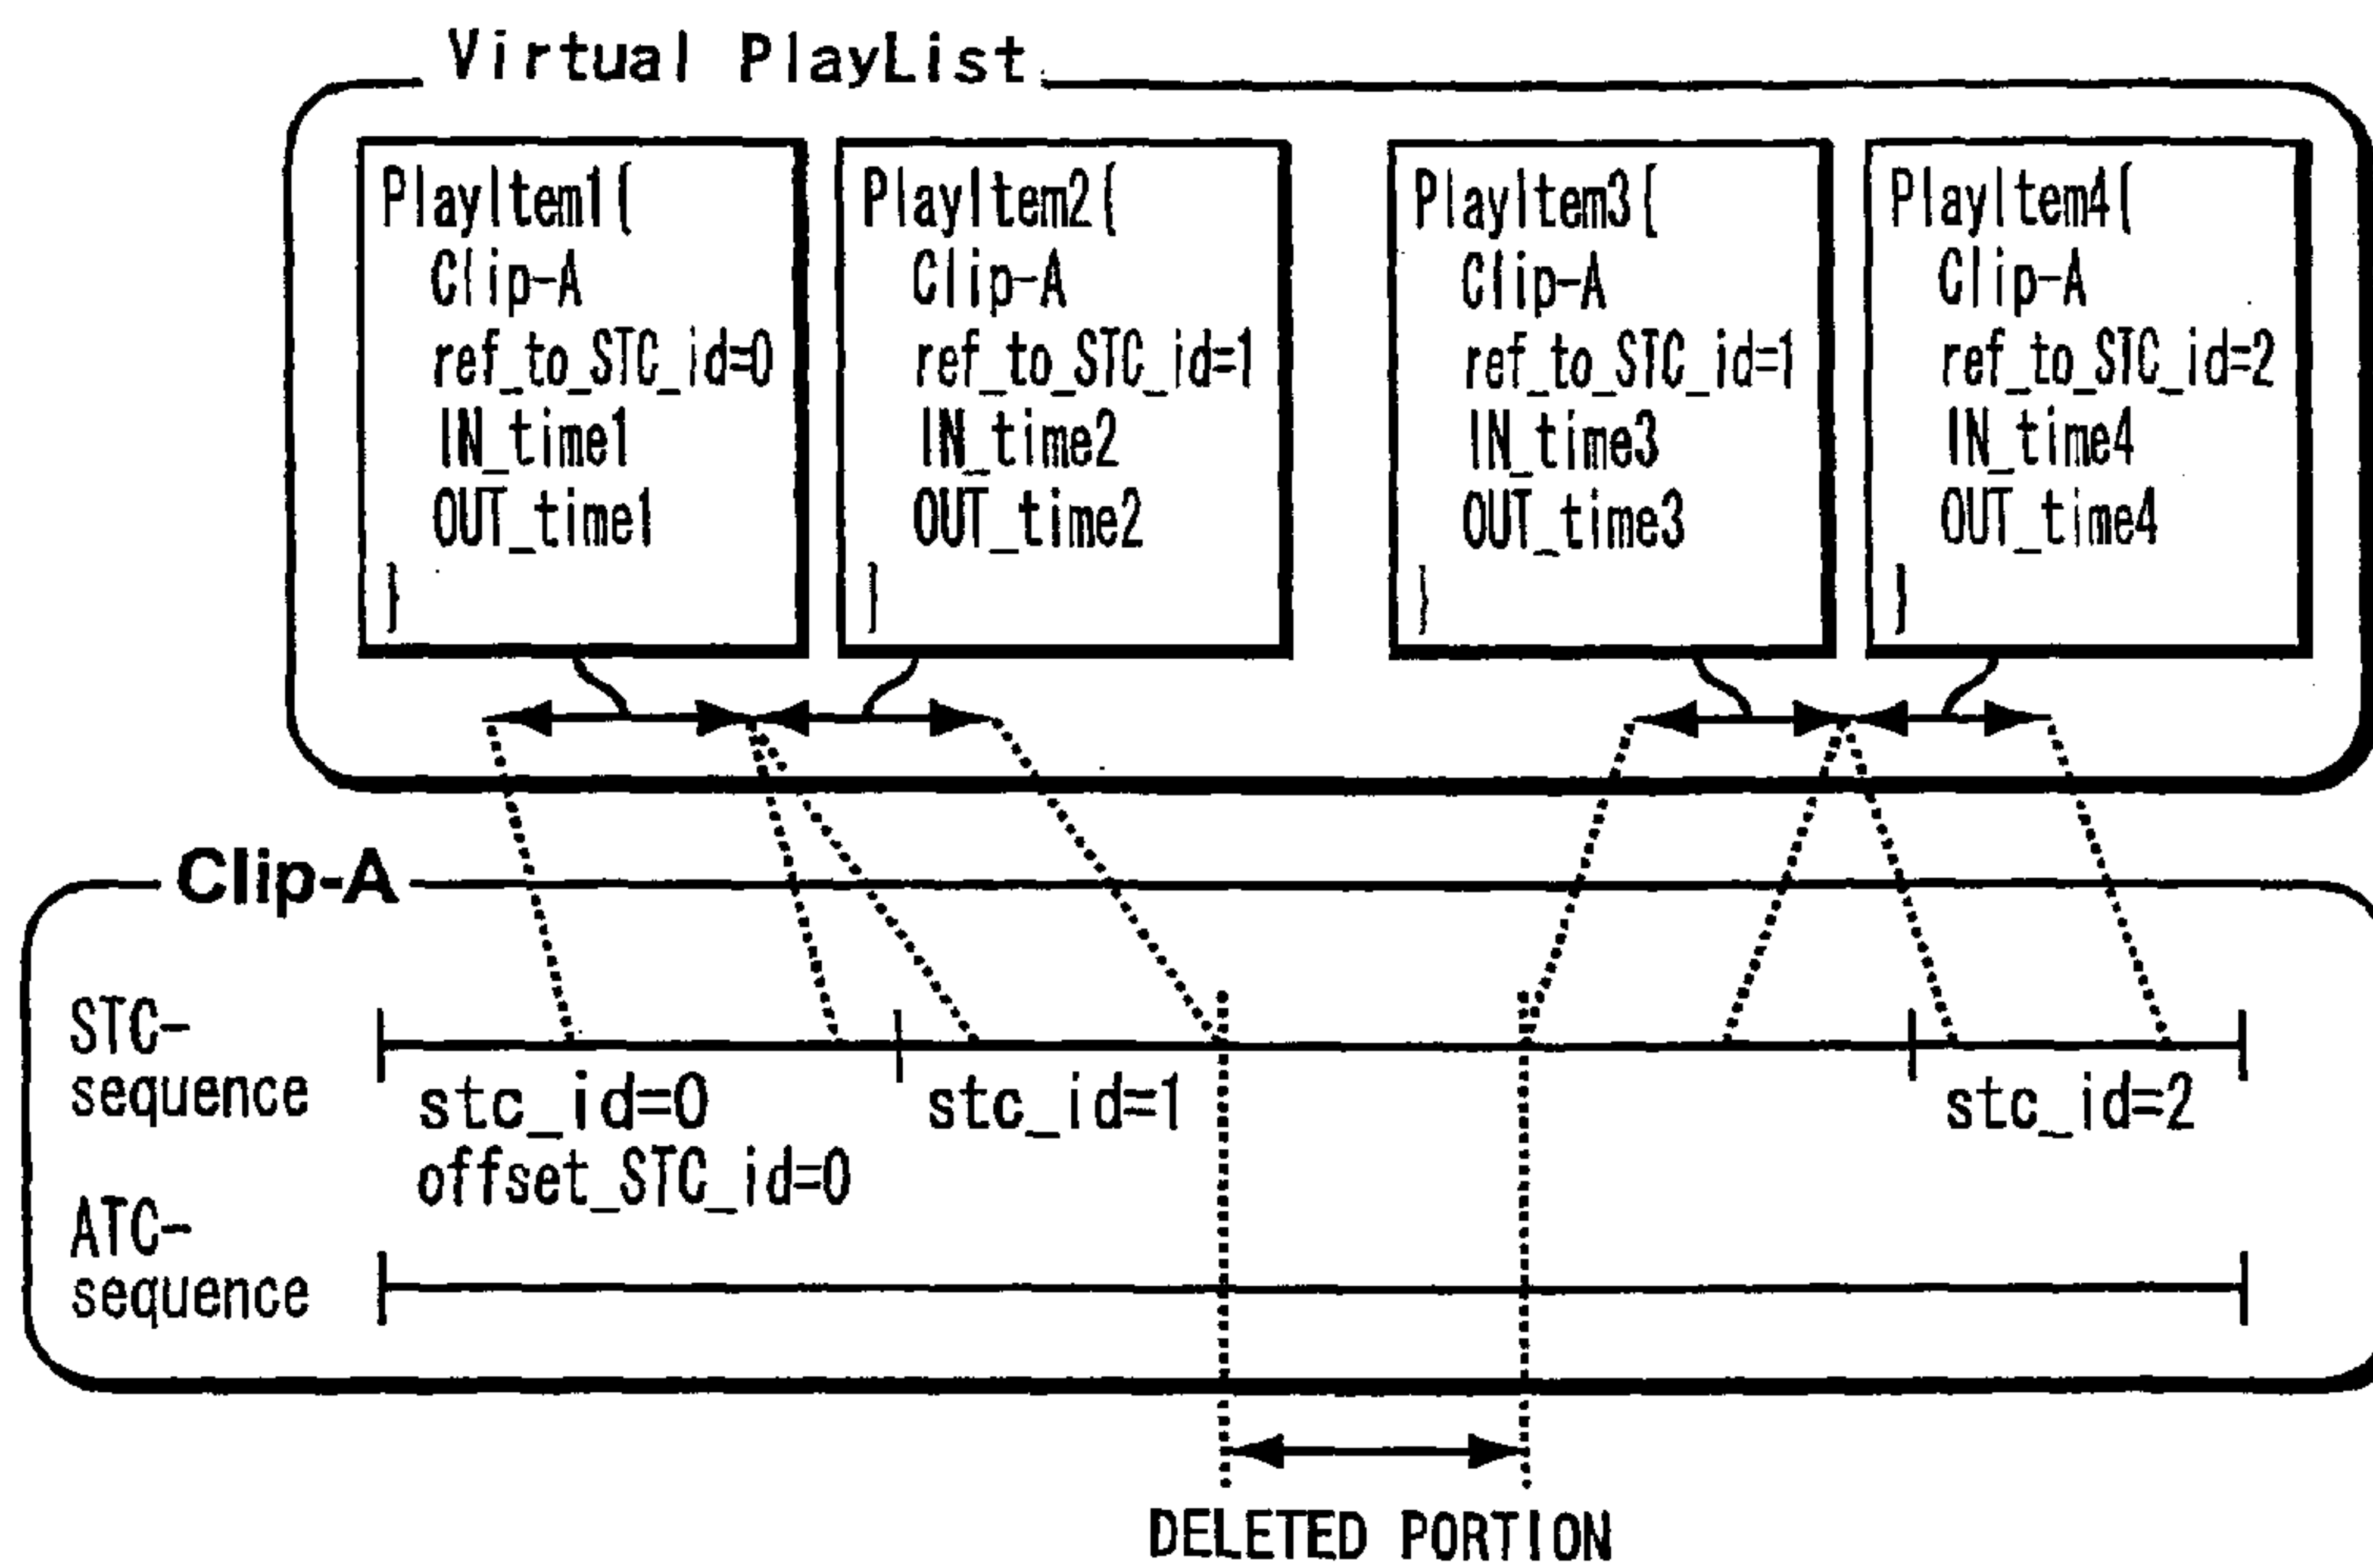 Virtual PlayList
PlayItem1{
Clip-A
ref_to_STC_id=0
IN_time1
OUT_time1
}
PlayItem2{
Clip-A
ref_to_STC_id=1
IN_time2
OUT_time2
}
PlayItem3{
Clip-A
ref_to_STC_id=1
IN_time3
OUT_time3
}
PlayItem4{
Clip-A
ref_to_STC_id=2
IN_time4
OUT_time4
}
Clip-A
STC-
sequence
stc_id=0
offset_STC_id=0
stc_id=1
stc_id=2
ATC-
sequence
DELETED PORTION